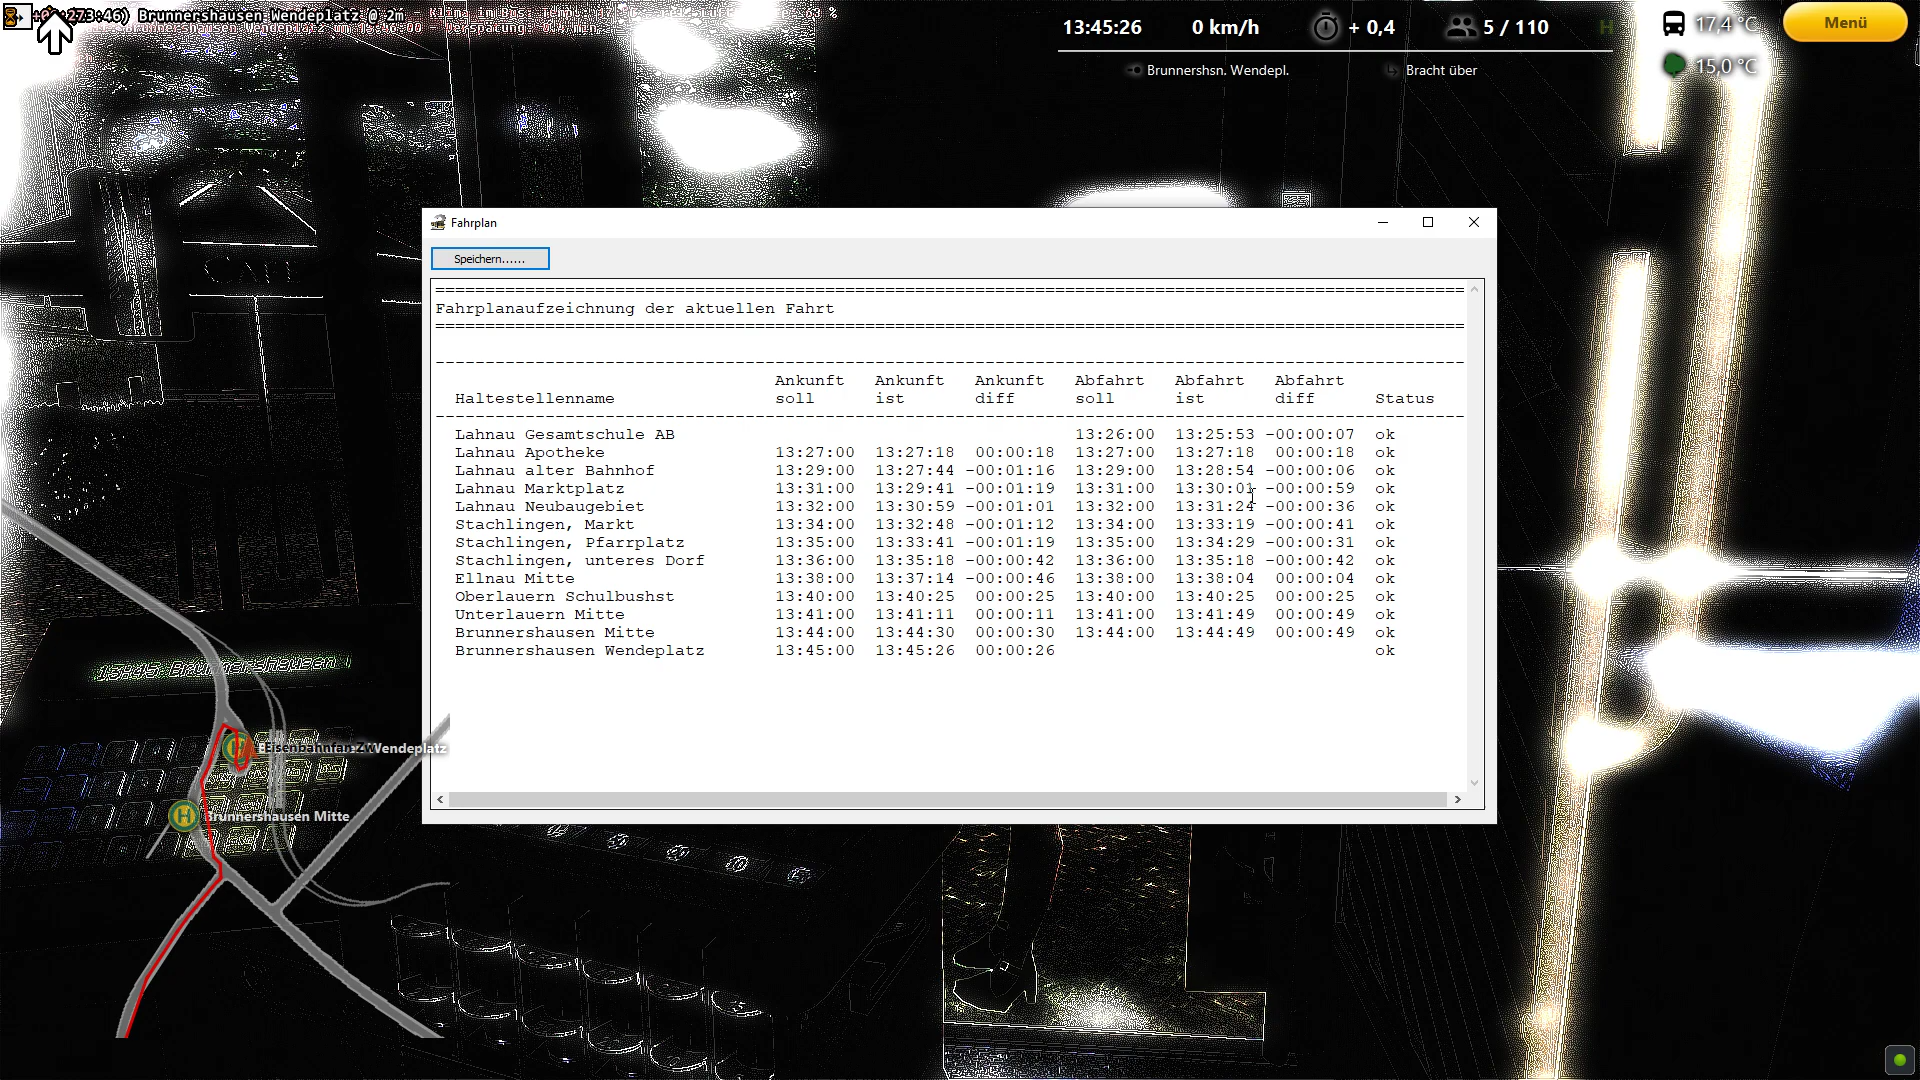 Brunnershausen Wendeplatz @ 2m
13:45:26 0 km/h + 0,4 5 / 110 H 17,4 °C Menü
Brunnershsn. Wendepl. Bracht über 15,0 °C
Fahrplan
Speichern......
=======================================================================================================
Fahrplanaufzeichnung der aktuellen Fahrt
=======================================================================================================
-------------------------------------------------------------------------------------------------------
Ankunft Ankunft Ankunft Abfahrt Abfahrt Abfahrt
Haltestellenname soll ist diff soll ist diff Status
-------------------------------------------------------------------------------------------------------
Lahnau Gesamtschule AB 13:26:00 13:25:53 -00:00:07 ok
Lahnau Apotheke 13:27:00 13:27:18 00:00:18 13:27:00 13:27:18 00:00:18 ok
Lahnau alter Bahnhof 13:29:00 13:27:44 -00:01:16 13:29:00 13:28:54 -00:00:06 ok
Lahnau Marktplatz 13:31:00 13:29:41 -00:01:19 13:31:00 13:30:01 -00:00:59 ok
Lahnau Neubaugebiet 13:32:00 13:30:59 -00:01:01 13:32:00 13:31:24 -00:00:36 ok
Stachlingen, Markt 13:34:00 13:32:48 -00:01:12 13:34:00 13:33:19 -00:00:41 ok
Stachlingen, Pfarrplatz 13:35:00 13:33:41 -00:01:19 13:35:00 13:34:29 -00:00:31 ok
Stachlingen, unteres Dorf 13:36:00 13:35:18 -00:00:42 13:36:00 13:35:18 -00:00:42 ok
Ellnau Mitte 13:38:00 13:37:14 -00:00:46 13:38:00 13:38:04 00:00:04 ok
Oberlauern Schulbushst 13:40:00 13:40:25 00:00:25 13:40:00 13:40:25 00:00:25 ok
Unterlauern Mitte 13:41:00 13:41:11 00:00:11 13:41:00 13:41:49 00:00:49 ok
Brunnershausen Mitte 13:44:00 13:44:30 00:00:30 13:44:00 13:44:49 00:00:49 ok
Brunnershausen Wendeplatz 13:45:00 13:45:26 00:00:26 ok
CAFE
13:45 Brunnershausen
Wendeplatz
H Brunnershausen Mitte